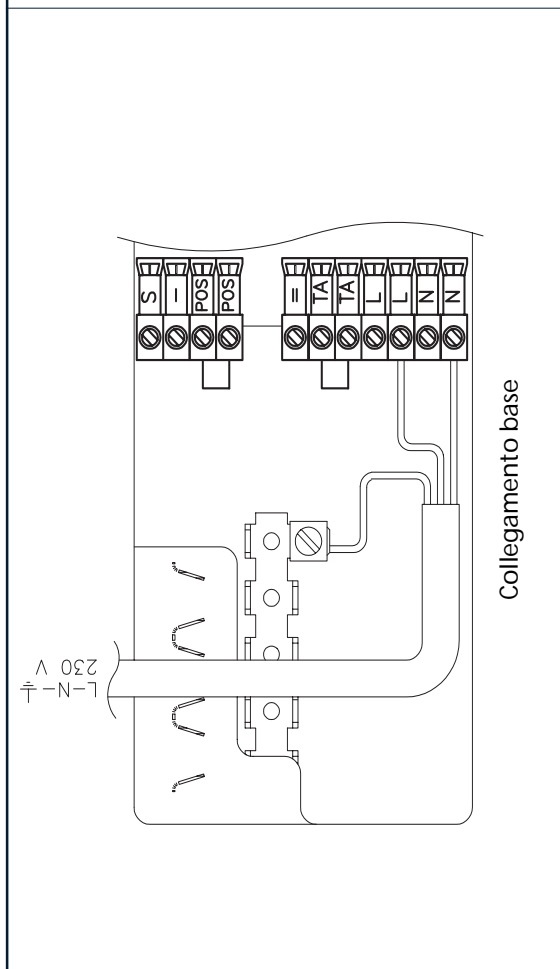 S
–
POS
POS
=
TA
TA
L
L
N
N
L–N–⏚
230 V
Collegamento base